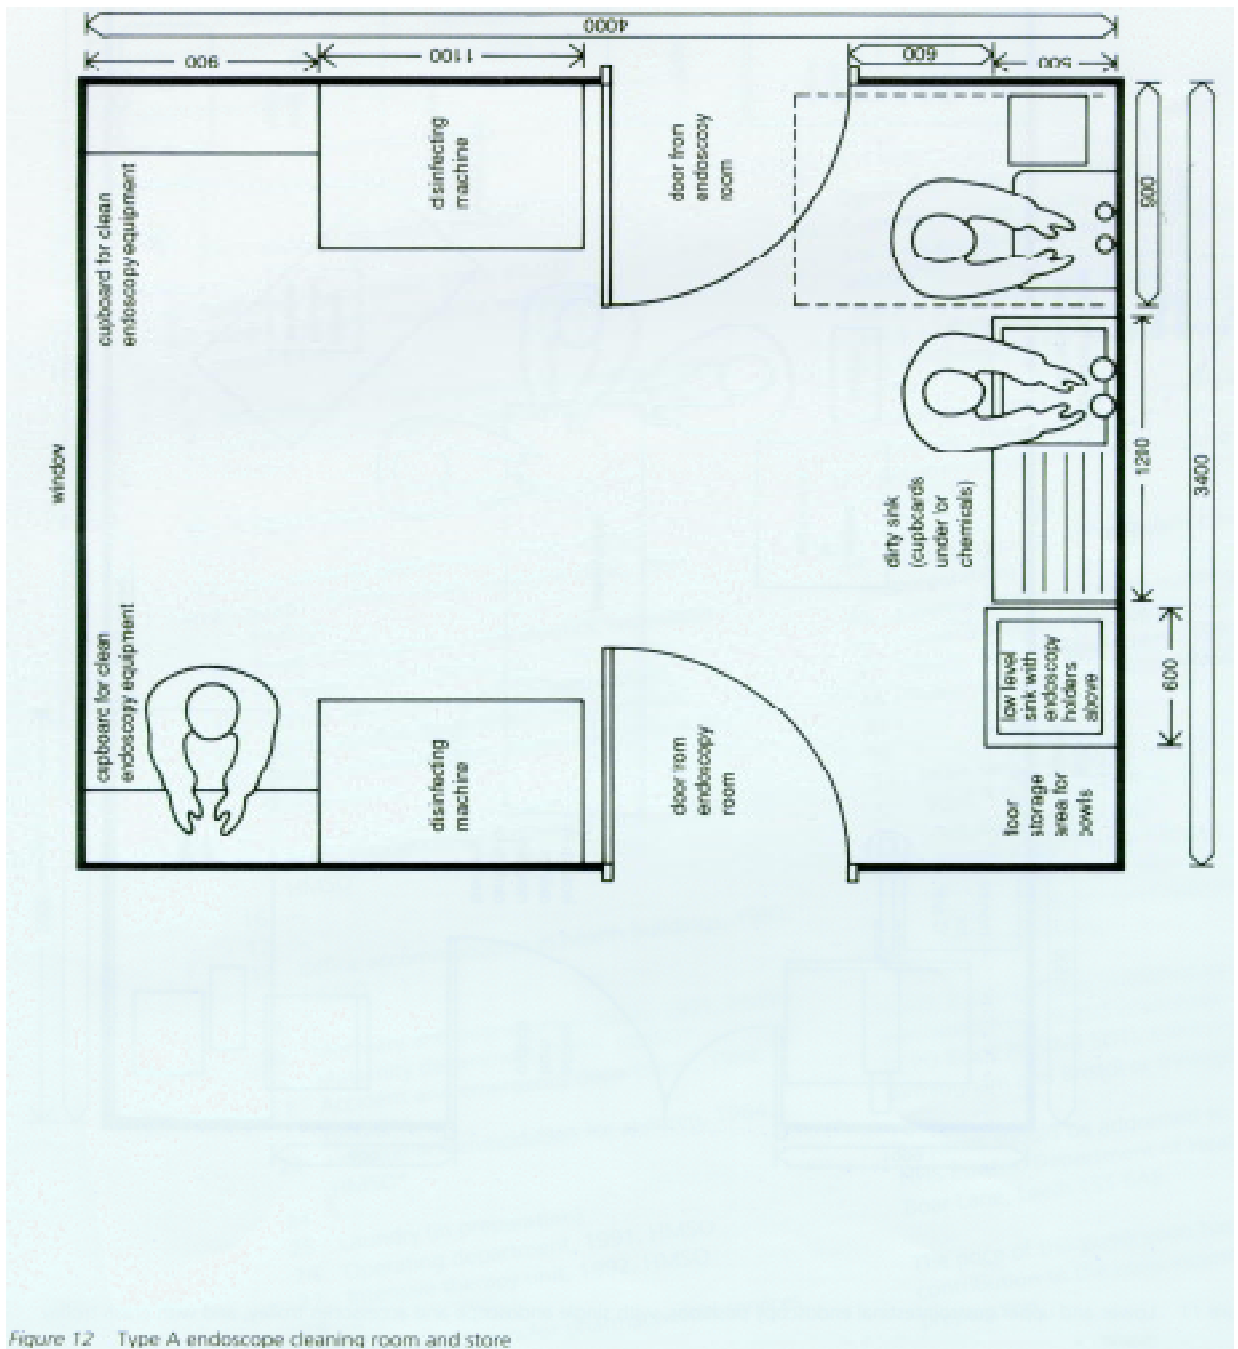 4000
900
1100
600
500
cupboard for clean
endoscopy equipment
disinfecting
machine
door from
endoscopy
room
900
window
dirty sink
(cupboards
under for
chemicals)
1200
3400
cupboard for clean
endoscopy equipment
disinfecting
machine
door from
endoscopy
room
low level
sink with
endoscopy
holders
above
600
floor
storage
area for
bowls
Figure 12 Type A endoscope cleaning room and store